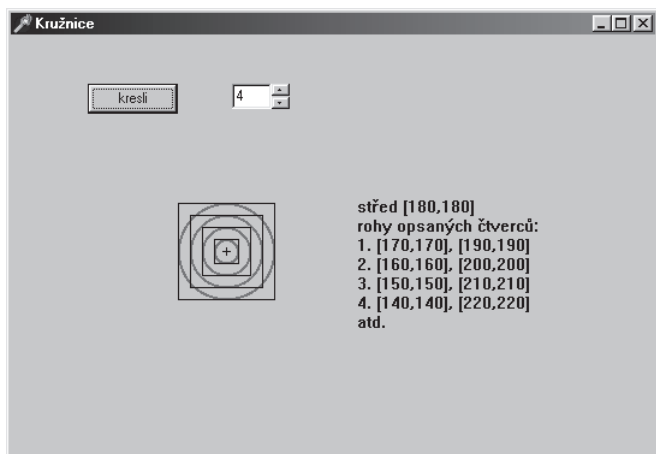 Kružnice
kresli
4
střed [180,180]
rohy opsaných čtverců:
1. [170,170], [190,190]
2. [160,160], [200,200]
3. [150,150], [210,210]
4. [140,140], [220,220]
atd.